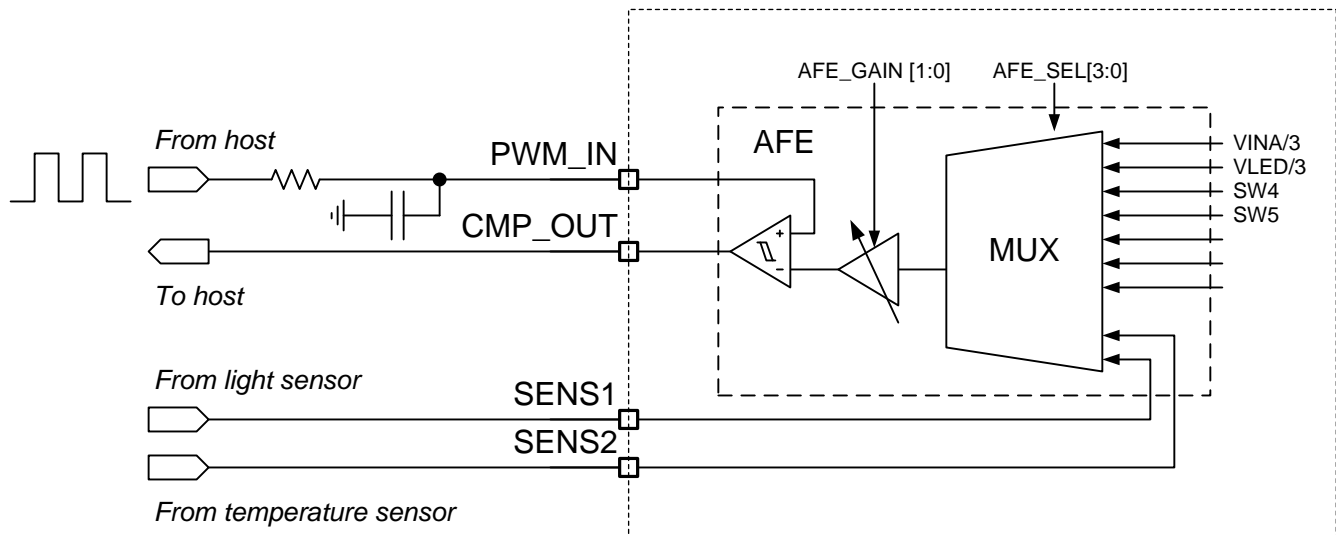 AFE_GAIN [1:0]
AFE_SEL[3:0]
From host
PWM_IN
AFE
VINA/3
VLED/3
SW4
SW5
CMP_OUT
+
-
MUX
To host
From light sensor
SENS1
SENS2
From temperature sensor